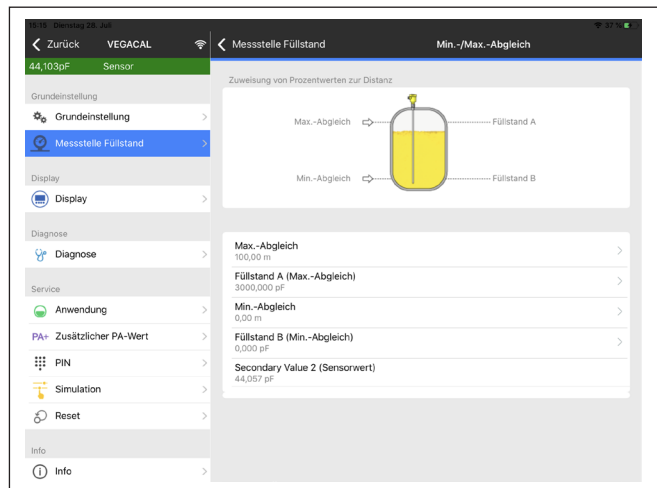 15:15 Dienstag 28. Juli
37 %
Zurück
VEGACAL
44,103pF
Sensor
Grundeinstellung
Grundeinstellung
Messstelle Füllstand
Display
Display
Diagnose
Diagnose
Service
Anwendung
PA+ Zusätzlicher PA-Wert
PIN
Simulation
Reset
Info
Info
Messstelle Füllstand
Min.-/Max.-Abgleich
Zuweisung von Prozentwerten zur Distanz
Max.-Abgleich
Füllstand A
Min.-Abgleich
Füllstand B
Max.-Abgleich
100,00 m
Füllstand A (Max.-Abgleich)
3000,000 pF
Min.-Abgleich
0,00 m
Füllstand B (Min.-Abgleich)
0,000 pF
Secondary Value 2 (Sensorwert)
44,057 pF